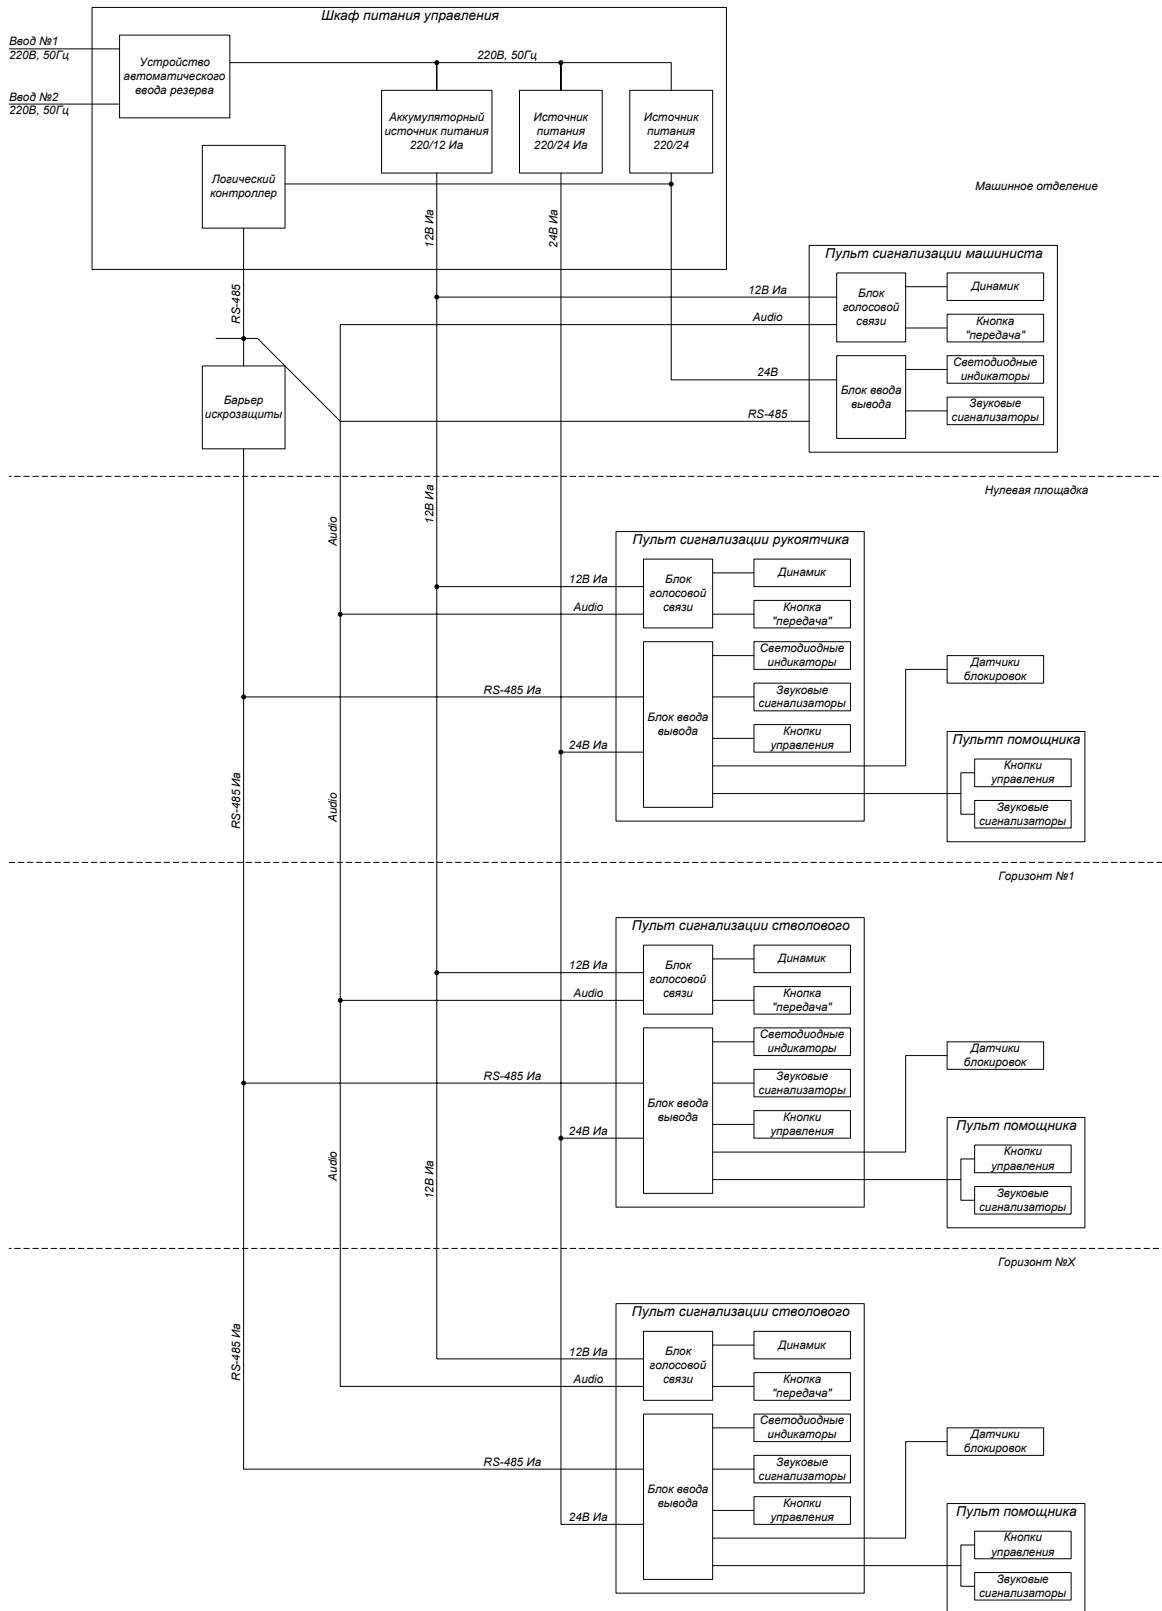 Шкаф питания управления
Ввод №1
220В, 50Гц
Ввод №2
220В, 50Гц
Устройство
автоматического
ввода резерва
220В, 50Гц
Аккумуляторный
источник питания
220/12 Иа
Источник
питания
220/24 Иа
Источник
питания
220/24
Логический
контроллер
12В Иа
24В Иа
Машинное отделение
RS-485
Барьер
искрозащиты
Пульт сигнализации машиниста
12В Иа
Audio
Блок
голосовой
связи
Динамик
Кнопка
"передача"
24В
RS-485
Блок ввода
вывода
Светодиодные
индикаторы
Звуковые
сигнализаторы
Нулевая площадка
12В Иа
Audio
Пульт сигнализации рукоятчика
12В Иа
Audio
Блок
голосовой
связи
Динамик
Кнопка
"передача"
RS-485 Иа
24В Иа
Блок ввода
вывода
Светодиодные
индикаторы
Звуковые
сигнализаторы
Кнопки
управления
Датчики
блокировок
Пультп помощника
Кнопки
управления
Звуковые
сигнализаторы
RS-485 Иа
Audio
Горизонт №1
Пульт сигнализации стволового
12В Иа
Audio
Блок
голосовой
связи
Динамик
Кнопка
"передача"
RS-485 Иа
24В Иа
Блок ввода
вывода
Светодиодные
индикаторы
Звуковые
сигнализаторы
Кнопки
управления
Датчики
блокировок
Пульт помощника
Кнопки
управления
Звуковые
сигнализаторы
Audio
12В Иа
Горизонт №X
RS-485 Иа
Пульт сигнализации стволового
12В Иа
Audio
Блок
голосовой
связи
Динамик
Кнопка
"передача"
RS-485 Иа
24В Иа
Блок ввода
вывода
Светодиодные
индикаторы
Звуковые
сигнализаторы
Кнопки
управления
Датчики
блокировок
Пульт помощника
Кнопки
управления
Звуковые
сигнализаторы